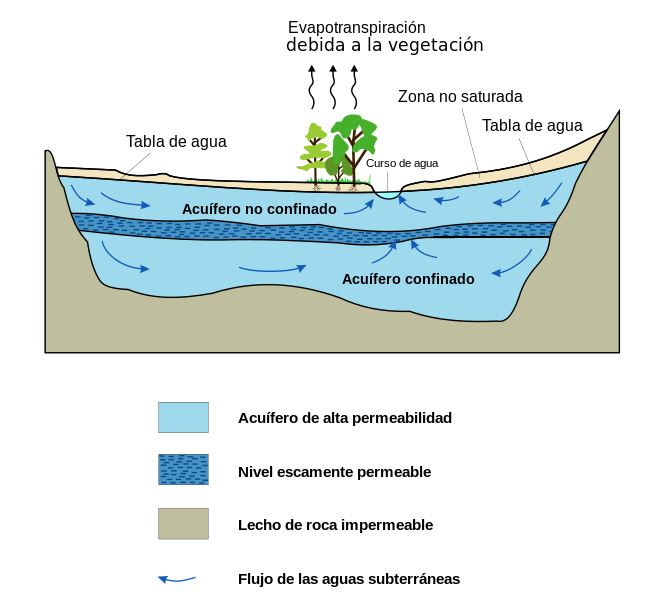 Evapotranspiración
debida a la vegetación
Zona no saturada
Tabla de agua
Tabla de agua
Curso de agua
Acuífero no confinado
Acuífero confinado
Acuífero de alta permeabilidad
Nivel escamente permeable
Lecho de roca impermeable
Flujo de las aguas subterráneas